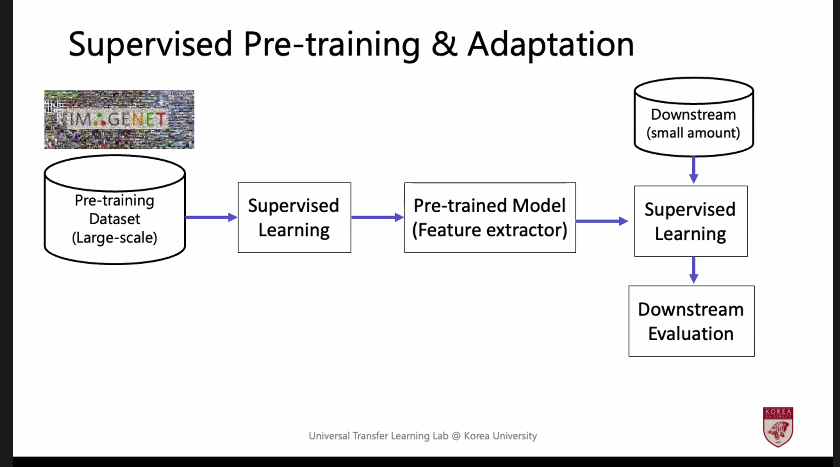 Supervised Pre-training & Adaptation
IMAGENET
Pre-training
Dataset
(Large-scale)
Supervised
Learning
Pre-trained Model
(Feature extractor)
Downstream
(small amount)
Supervised
Learning
Downstream
Evaluation
Universal Transfer Learning Lab @ Korea University
KOREA